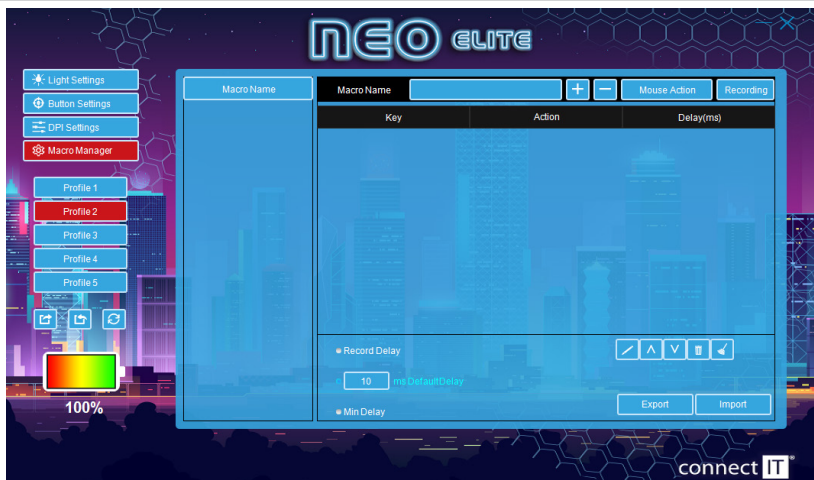 NEO ELITE
Light Settings
Button Settings
DPI Settings
Macro Manager
Profile 1
Profile 2
Profile 3
Profile 4
Profile 5
100%
Macro Name
Macro Name + - Mouse Action Recording
Key Action Delay(ms)
Record Delay
10 ms DefaultDelay
Min Delay
Export Import
connect IT